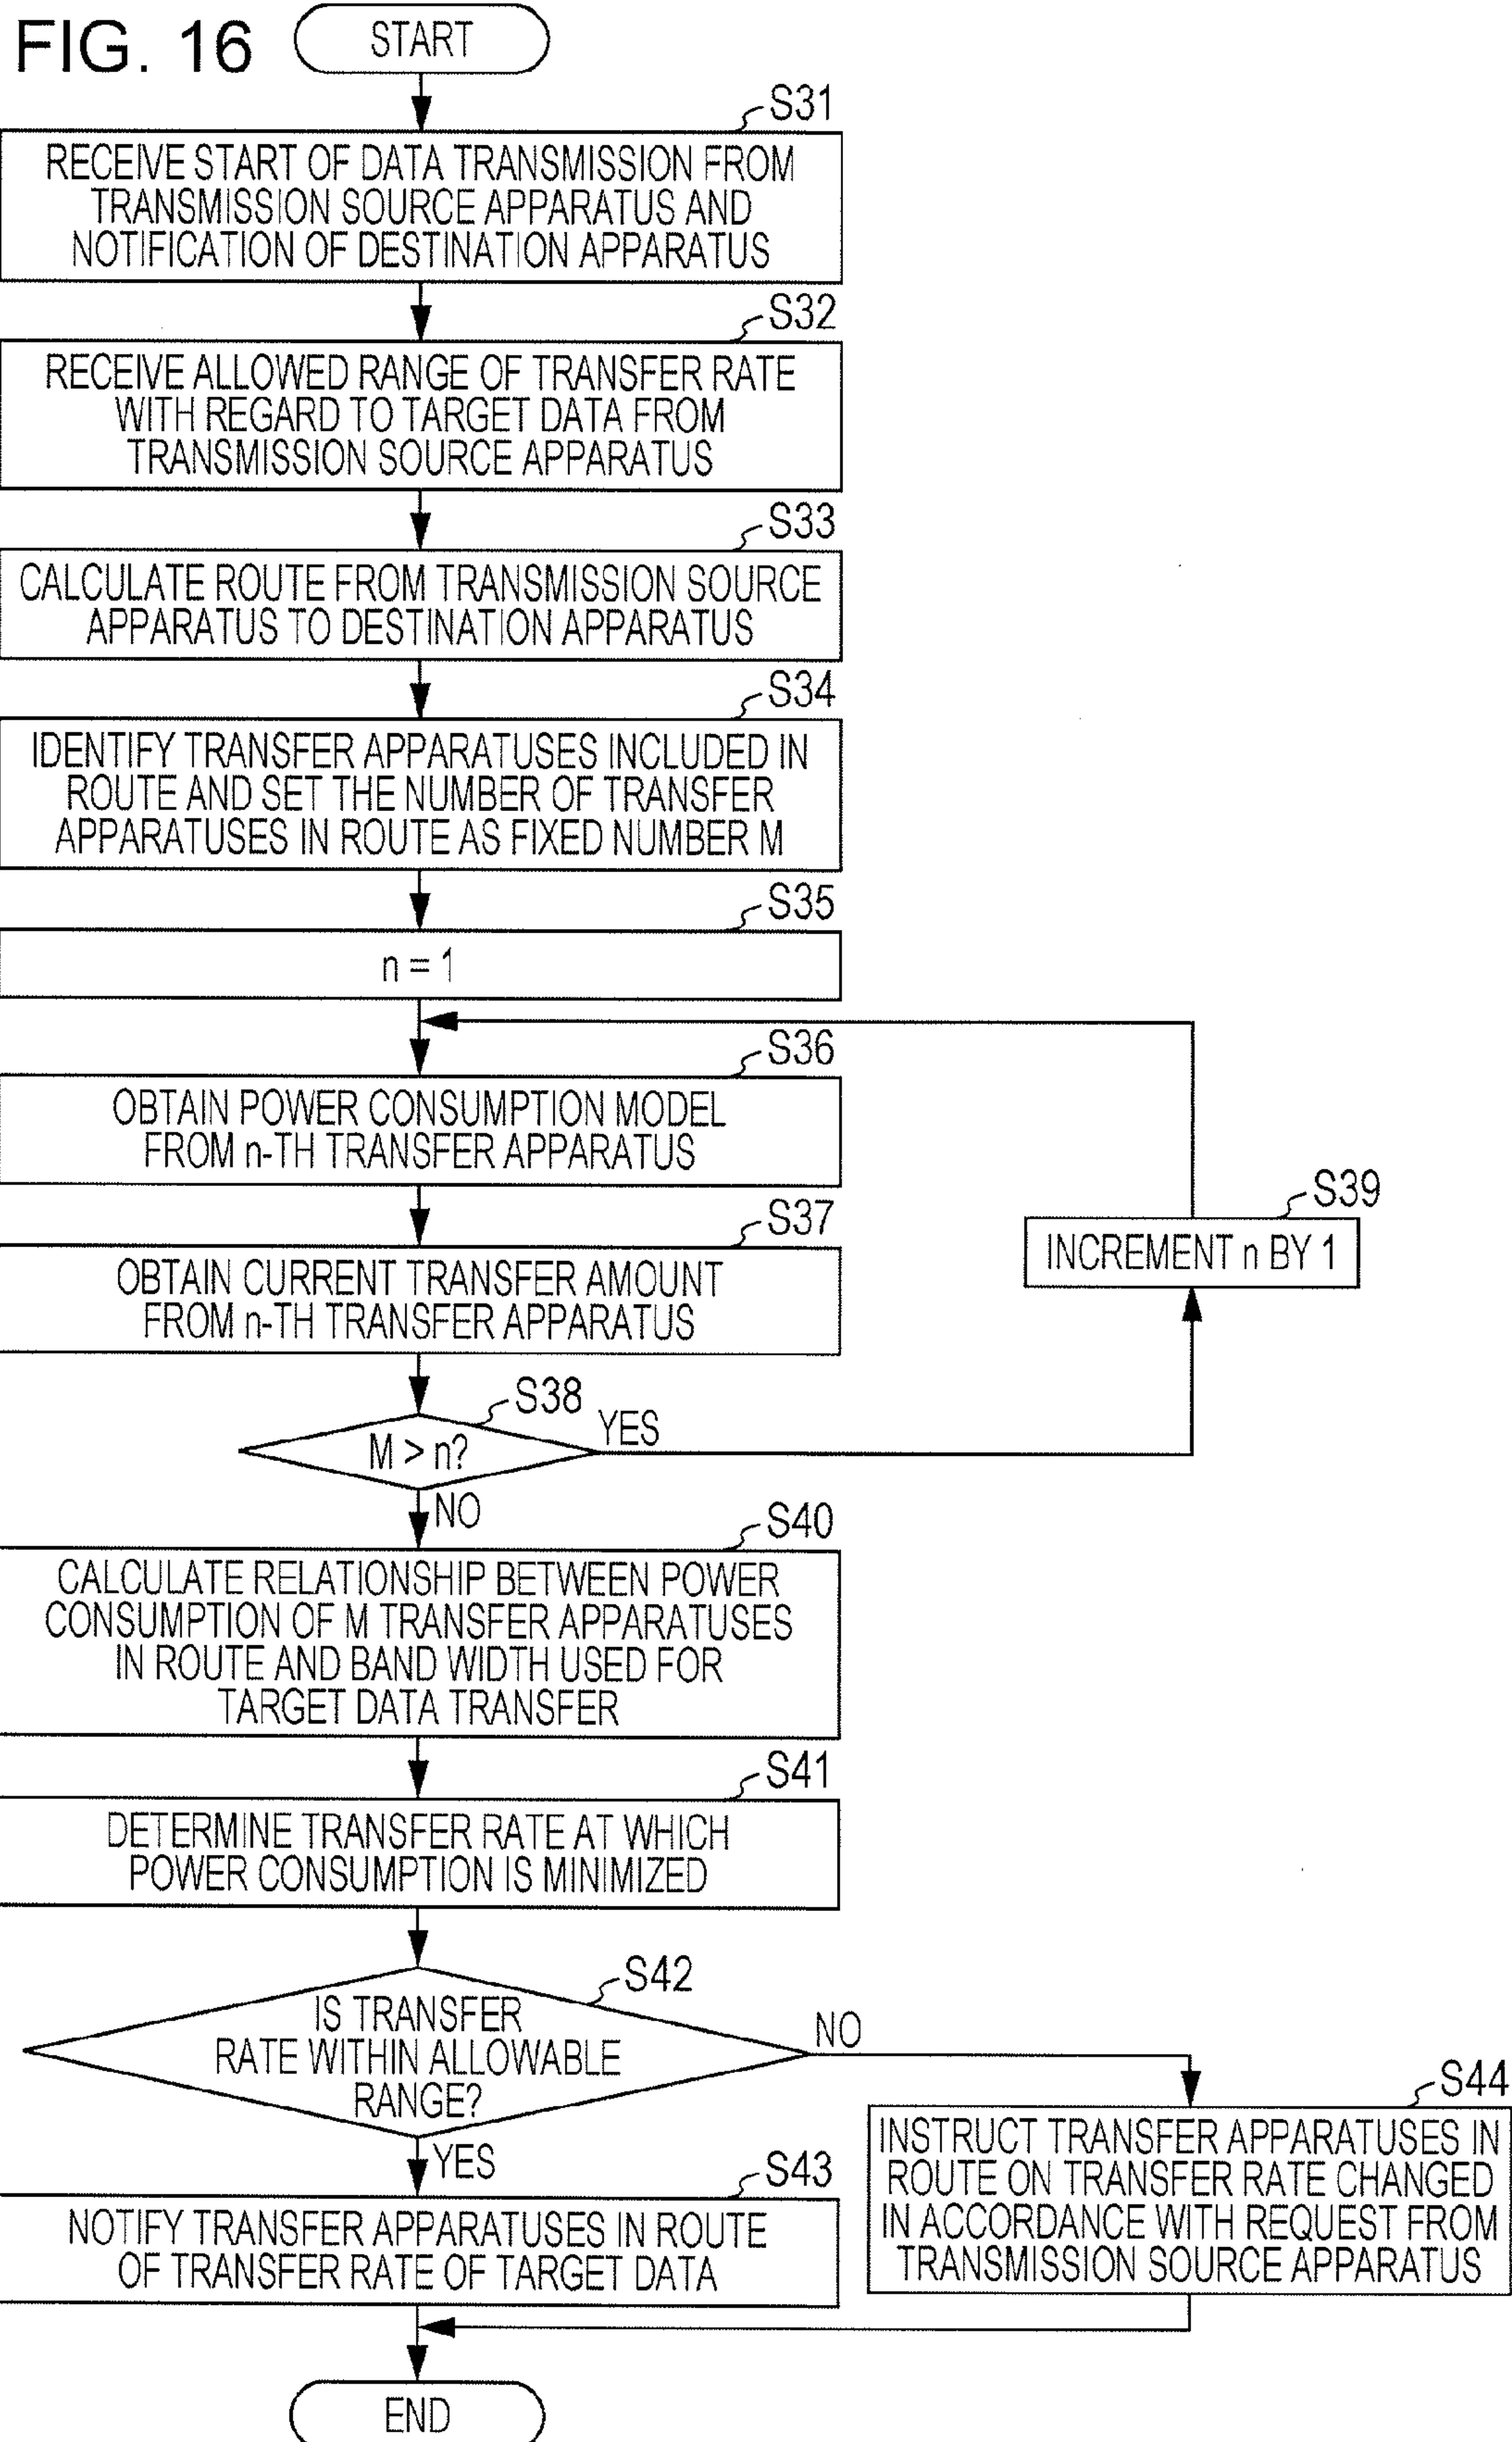 FIG. 16
START
S31
RECEIVE START OF DATA TRANSMISSION FROM
TRANSMISSION SOURCE APPARATUS AND
NOTIFICATION OF DESTINATION APPARATUS
S32
RECEIVE ALLOWED RANGE OF TRANSFER RATE
WITH REGARD TO TARGET DATA FROM
TRANSMISSION SOURCE APPARATUS
S33
CALCULATE ROUTE FROM TRANSMISSION SOURCE
APPARATUS TO DESTINATION APPARATUS
S34
IDENTIFY TRANSFER APPARATUSES INCLUDED IN
ROUTE AND SET THE NUMBER OF TRANSFER
APPARATUSES IN ROUTE AS FIXED NUMBER M
S35
n = 1
S36
OBTAIN POWER CONSUMPTION MODEL
FROM n-TH TRANSFER APPARATUS
S37
OBTAIN CURRENT TRANSFER AMOUNT
FROM n-TH TRANSFER APPARATUS
S39
INCREMENT n BY 1
S38
M > n?
YES
NO
S40
CALCULATE RELATIONSHIP BETWEEN POWER
CONSUMPTION OF M TRANSFER APPARATUSES
IN ROUTE AND BAND WIDTH USED FOR
TARGET DATA TRANSFER
S41
DETERMINE TRANSFER RATE AT WHICH
POWER CONSUMPTION IS MINIMIZED
S42
IS TRANSFER
RATE WITHIN ALLOWABLE
RANGE?
NO
YES
S43
NOTIFY TRANSFER APPARATUSES IN ROUTE
OF TRANSFER RATE OF TARGET DATA
S44
INSTRUCT TRANSFER APPARATUSES IN
ROUTE ON TRANSFER RATE CHANGED
IN ACCORDANCE WITH REQUEST FROM
TRANSMISSION SOURCE APPARATUS
END